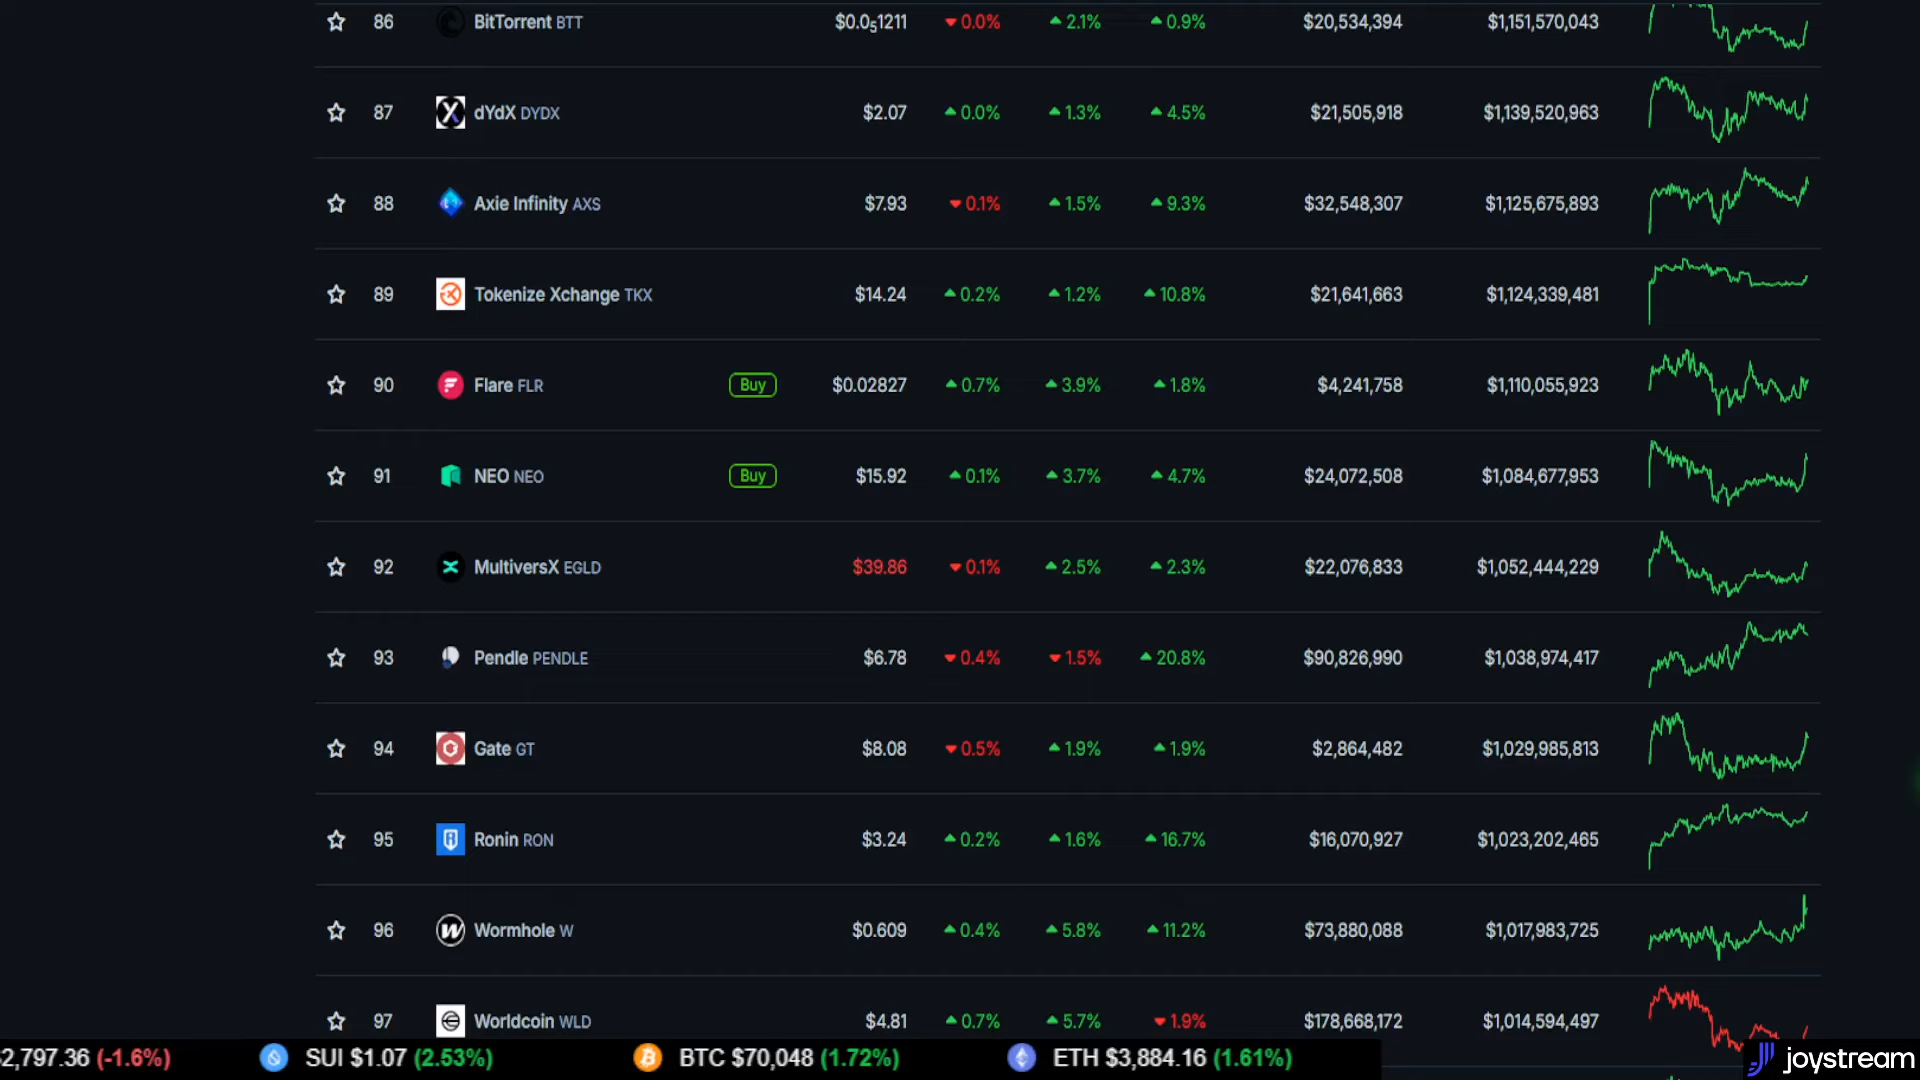 86 BitTorrent BTT $0.0₅1211 0.0% 2.1% 0.9% $20,534,394 $1,151,570,043
87 dYdX DYDX $2.07 0.0% 1.3% 4.5% $21,505,918 $1,139,520,963
88 Axie Infinity AXS $7.93 0.1% 1.5% 9.3% $32,548,307 $1,125,675,893
89 Tokenize Xchange TKX $14.24 0.2% 1.2% 10.8% $21,641,663 $1,124,339,481
90 Flare FLR Buy $0.02827 0.7% 3.9% 1.8% $4,241,758 $1,110,055,923
91 NEO NEO Buy $15.92 0.1% 3.7% 4.7% $24,072,508 $1,084,677,953
92 MultiversX EGLD $39.86 0.1% 2.5% 2.3% $22,076,833 $1,052,444,229
93 Pendle PENDLE $6.78 0.4% 1.5% 20.8% $90,826,990 $1,038,974,417
94 Gate GT $8.08 0.5% 1.9% 1.9% $2,864,482 $1,029,985,813
95 Ronin RON $3.24 0.2% 1.6% 16.7% $16,070,927 $1,023,202,465
96 Wormhole W $0.609 0.4% 5.8% 11.2% $73,880,088 $1,017,983,725
97 Worldcoin WLD $4.81 0.7% 5.7% 1.9% $178,668,172 $1,014,594,497
2,797.36 (-1.6%) SUI $1.07 (2.53%) BTC $70,048 (1.72%) ETH $3,884.16 (1.61%) joystream